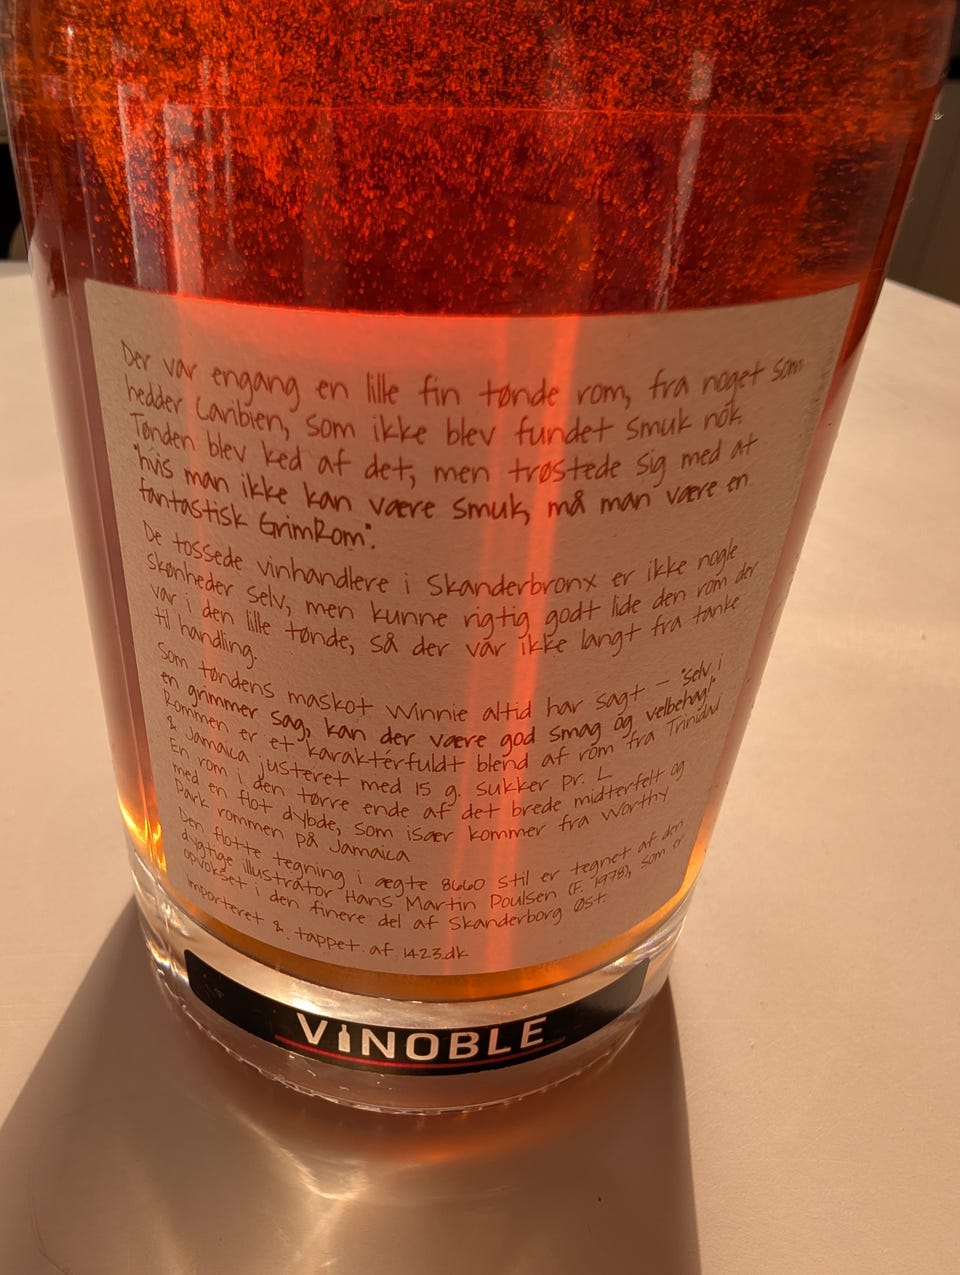 Der var engang en lille fin tønde rom, fra noget som
hedder Caribien, som ikke blev fundet smuk nok.
Tønden blev ked af det, men trøstede sig med at
"hvis man ikke kan være smuk, må man være en
fantastisk GrimRom".
De tossede vinhandlere i Skanderbronx er ikke nogle
skønheder selv, men kunne rigtig godt lide den rom der
var i den lille tønde, så der var ikke langt fra tanke
til handling.
Som tøndens maskot Winnie altid har sagt – "selv i
en grimmer sag, kan der være god smag og velbehag!"
Rommen er et karakterfuldt blend af rom fra Trinidad
& Jamaica justeret med 15 g. sukker pr. L
En rom i den tørre ende af det brede midterfelt og
med en flot dybde, som især kommer fra Worthy
Park rommen på Jamaica
Den flotte tegning i ægte 8660 stil er tegnet af den
dygtige illustrator Hans Martin Poulsen (F. 1978), som er
opvokset i den finere del af Skanderborg Øst.
Importeret & tappet af 1423.dk
VINOBLE